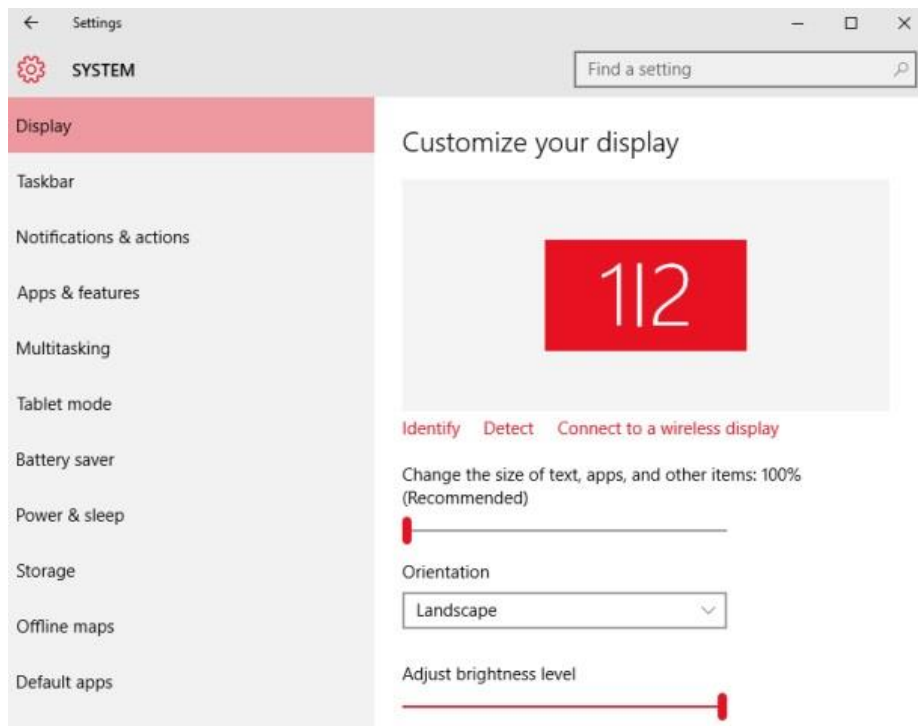 Settings
SYSTEM
Find a setting
Display
Taskbar
Notifications & actions
Apps & features
Multitasking
Tablet mode
Battery saver
Power & sleep
Storage
Offline maps
Default apps
Customize your display
1|2
Identify Detect Connect to a wireless display
Change the size of text, apps, and other items: 100%
(Recommended)
Orientation
Landscape
Adjust brightness level